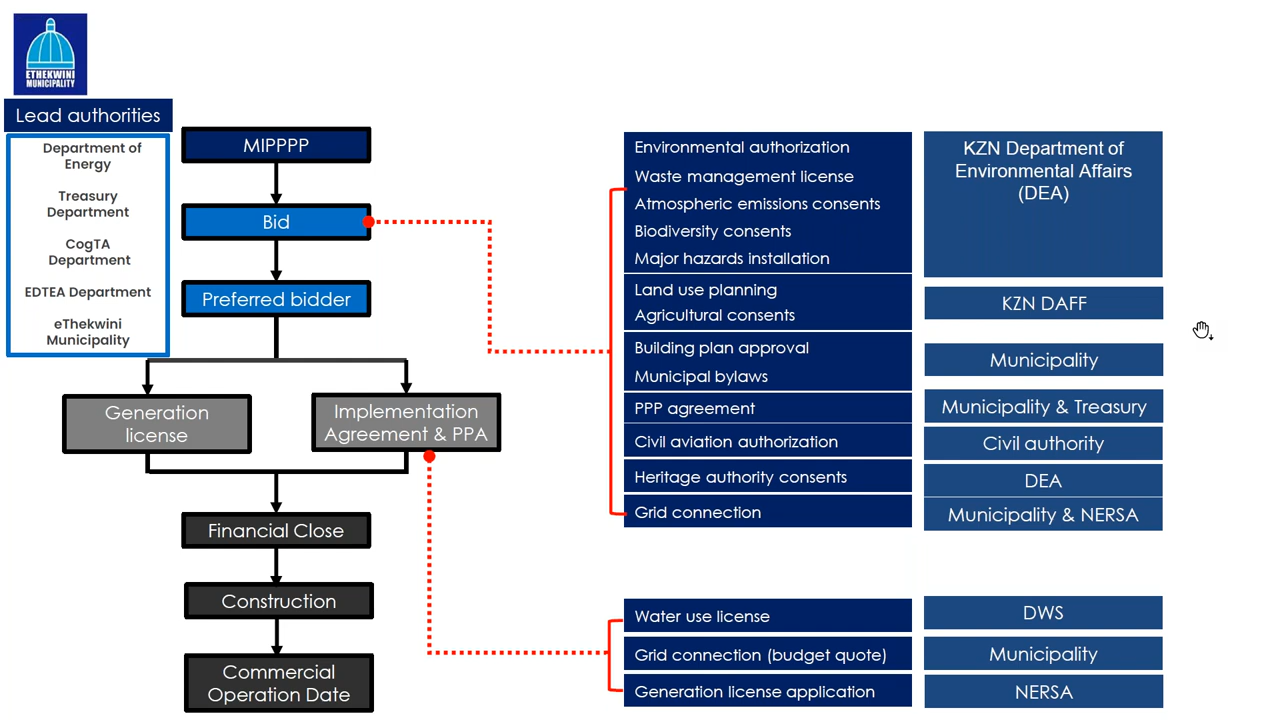 ETHEKWINI
MUNICIPALITY
Lead authorities
Department of
Energy
Treasury
Department
CogTA
Department
EDTEA Department
eThekwini
Municipality
MIPPPP
Bid
Preferred bidder
Generation
license
Implementation
Agreement & PPA
Financial Close
Construction
Commercial
Operation Date
Environmental authorization
Waste management license
Atmospheric emissions consents
Biodiversity consents
Major hazards installation
KZN Department of
Environmental Affairs
(DEA)
Land use planning
Agricultural consents
KZN DAFF
Building plan approval
Municipal bylaws
Municipality
PPP agreement
Municipality & Treasury
Civil aviation authorization
Civil authority
Heritage authority consents
DEA
Grid connection
Municipality & NERSA
Water use license
DWS
Grid connection (budget quote)
Municipality
Generation license application
NERSA